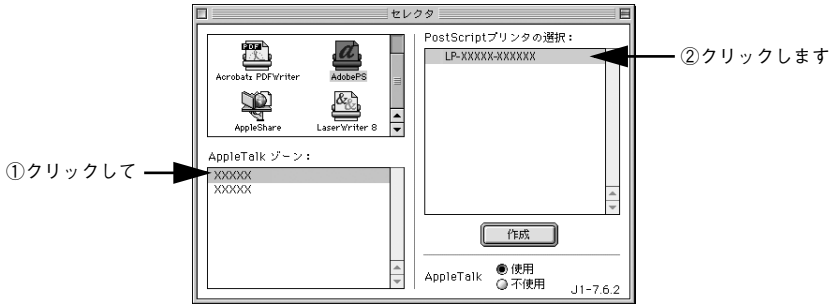 セレクタ
PostScriptプリンタの選択：
Acrobat™ PDFWriter
AdobePS
AppleShare
LaserWriter 8
LP-XXXXX-XXXXXX
②クリックします
AppleTalk ゾーン：
①クリックして
XXXXX
XXXXX
作成
AppleTalk
使用
不使用
J1-7.6.2